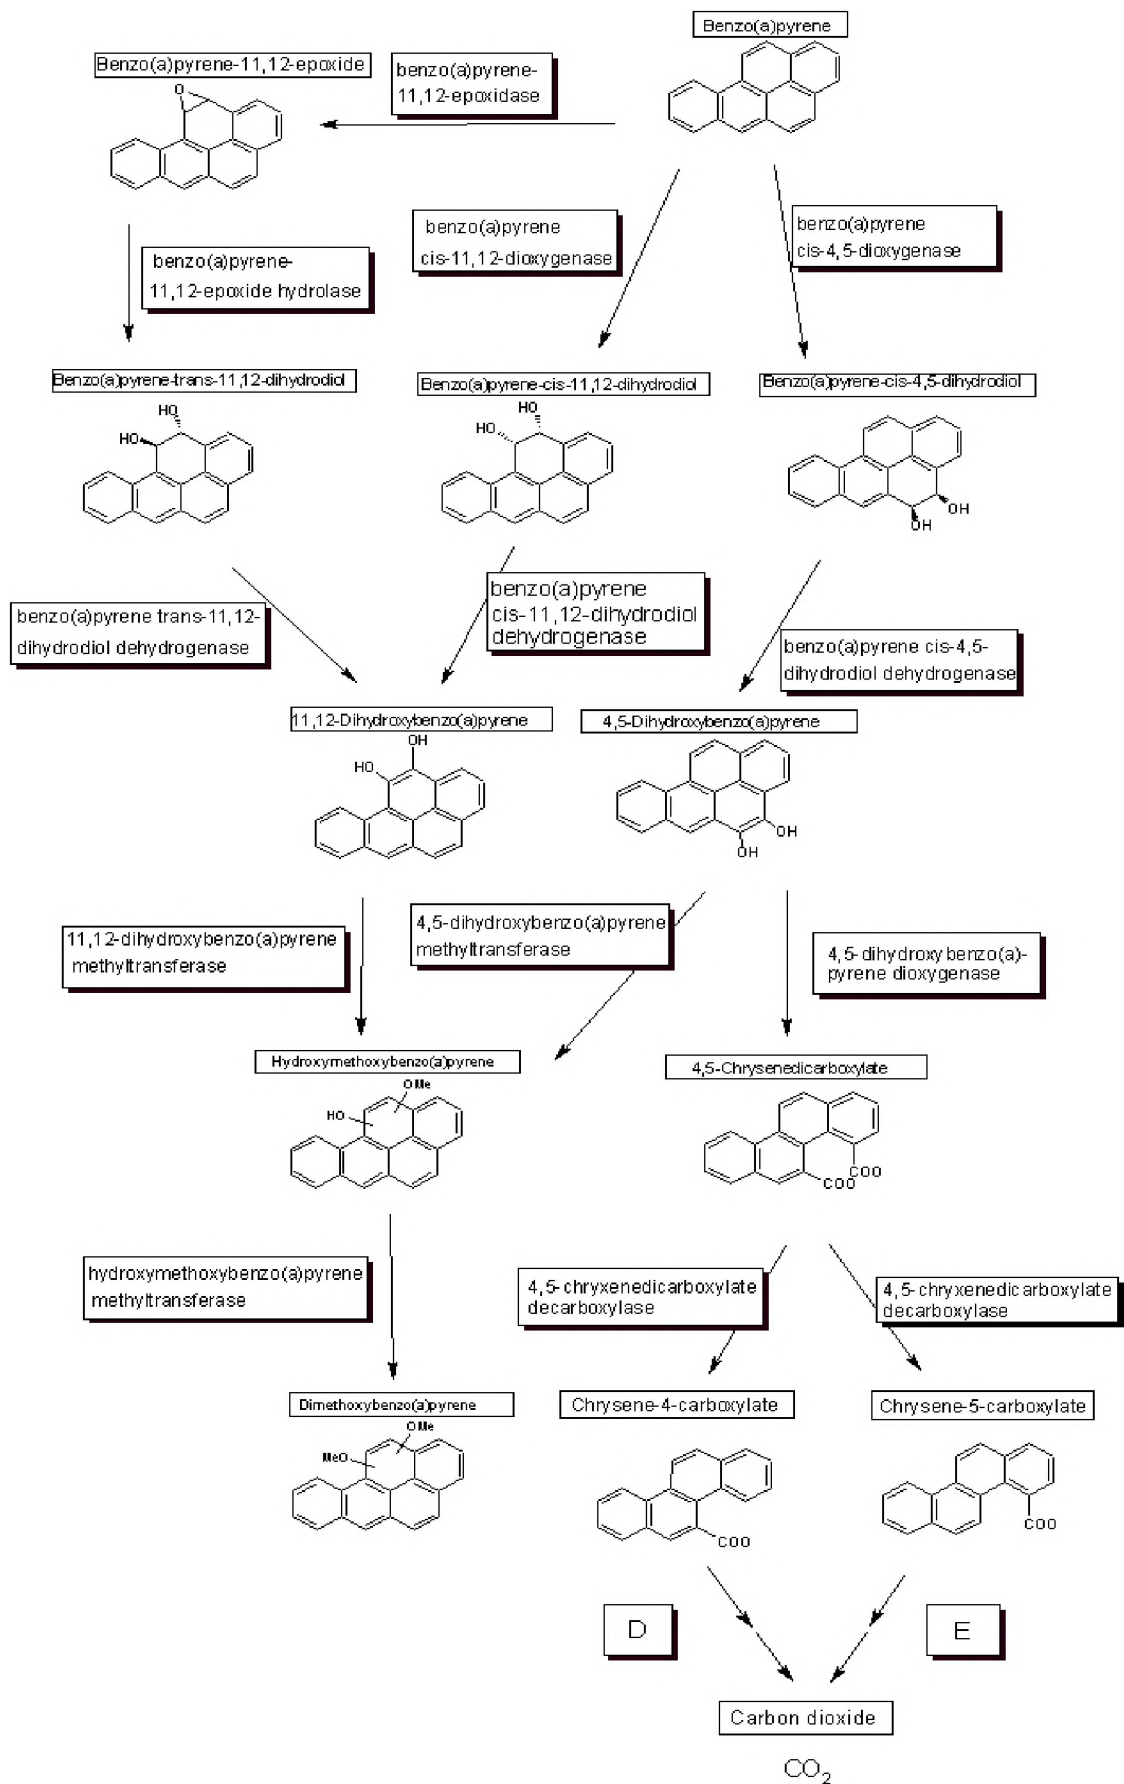 Benzo(a)pyrene
Benzo(a)pyrene-11,12-epoxide
benzo(a)pyrene-
11,12-epoxidase
O
benzo(a)pyrene
cis-11,12-dioxygenase
benzo(a)pyrene
cis-4,5-dioxygenase
benzo(a)pyrene-
11,12-epoxide hydrolase
Benzo(a)pyrene-trans-11,12-dihydrodiol
Benzo(a)pyrene-cis-11,12-dihydrodiol
Benzo(a)pyrene-cis-4,5-dihydrodiol
HO
HO
HO
HO
OH
OH
benzo(a)pyrene trans-11,12-
dihydrodiol dehydrogenase
benzo(a)pyrene
cis-11,12-dihydrodiol
dehydrogenase
benzo(a)pyrene cis-4,5-
dihydrodiol dehydrogenase
11,12-Dihydroxybenzo(a)pyrene
4,5-Dihydroxybenzo(a)pyrene
OH
HO
OH
OH
11,12-dihydroxybenzo(a)pyrene
methyltransferase
4,5-dihydroxybenzo(a)pyrene
methyltransferase
4,5-dihydroxybenzo(a)-
pyrene dioxygenase
Hydroxymethoxybenzo(a)pyrene
4,5-Chrysenedicarboxylate
OMe
HO
COO
COO
hydroxymethoxybenzo(a)pyrene
methyltransferase
4,5-chryxenedicarboxylate
decarboxylase
4,5-chryxenedicarboxylate
decarboxylase
Dimethoxybenzo(a)pyrene
Chrysene-4-carboxylate
Chrysene-5-carboxylate
OMe
MeO
COO
COO
D
E
Carbon dioxide
CO2